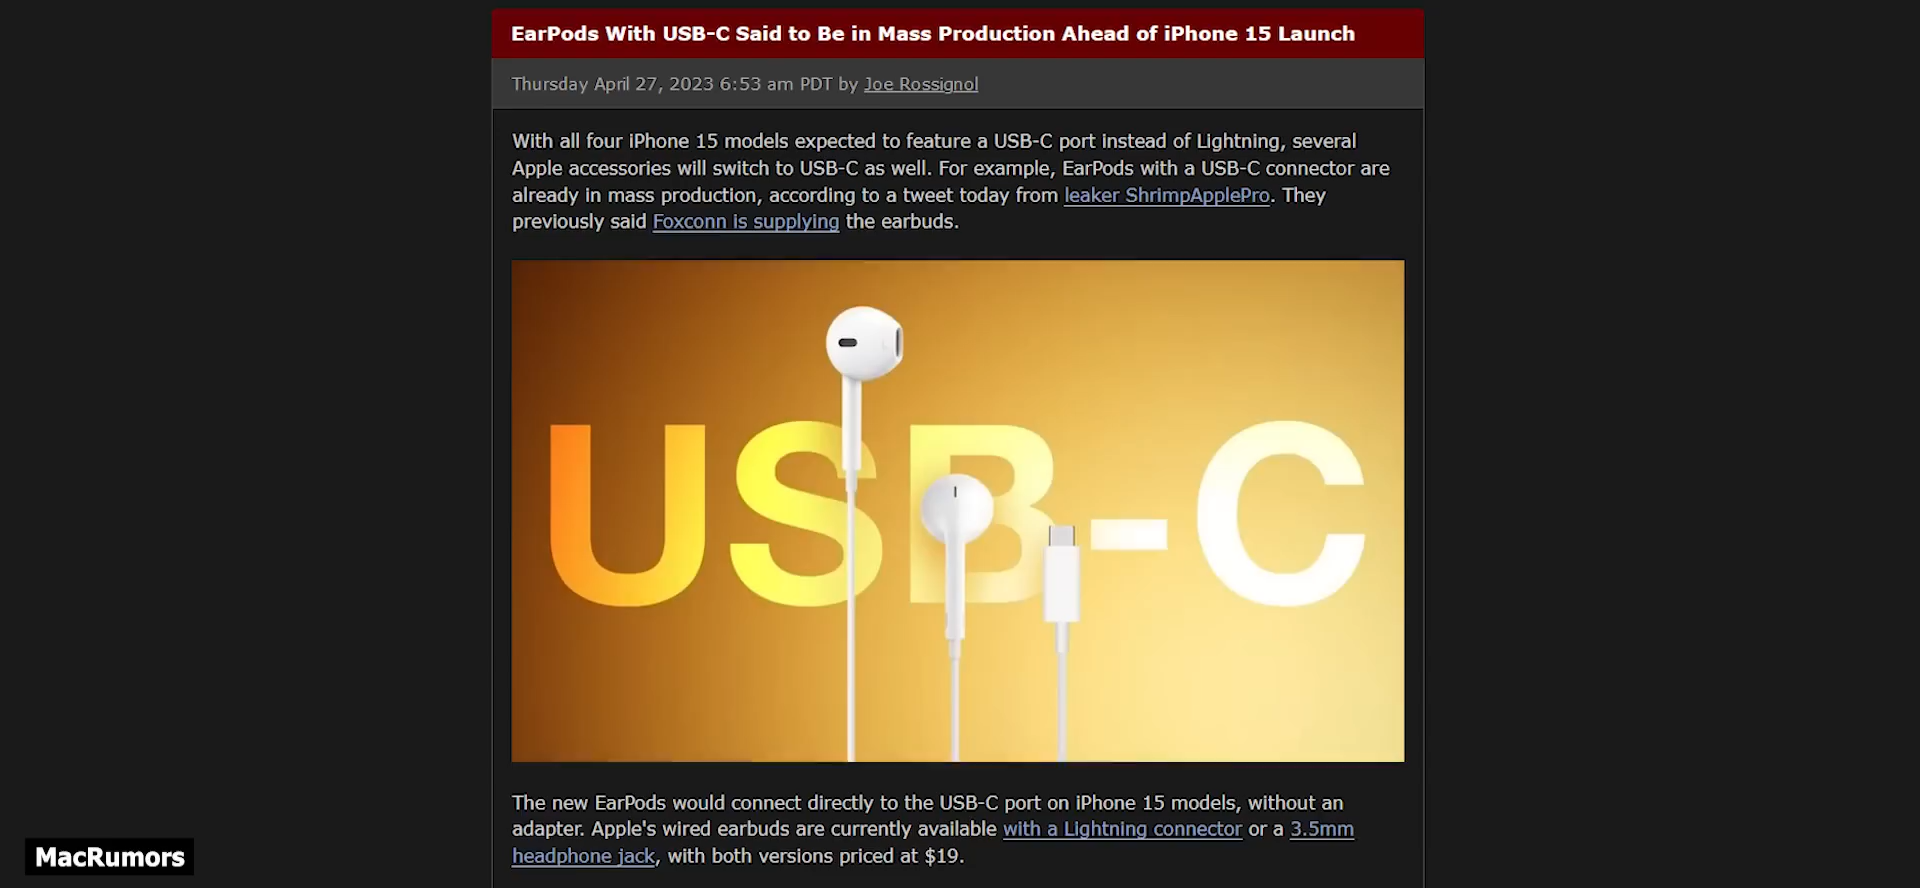 EarPods With USB-C Said to Be in Mass Production Ahead of iPhone 15 Launch
Thursday April 27, 2023 6:53 am PDT by Joe Rossignol
With all four iPhone 15 models expected to feature a USB-C port instead of Lightning, several
Apple accessories will switch to USB-C as well. For example, EarPods with a USB-C connector are
already in mass production, according to a tweet today from leaker ShrimpApplePro. They
previously said Foxconn is supplying the earbuds.
USB-C
The new EarPods would connect directly to the USB-C port on iPhone 15 models, without an
adapter. Apple's wired earbuds are currently available with a Lightning connector or a 3.5mm
headphone jack, with both versions priced at $19.
MacRumors